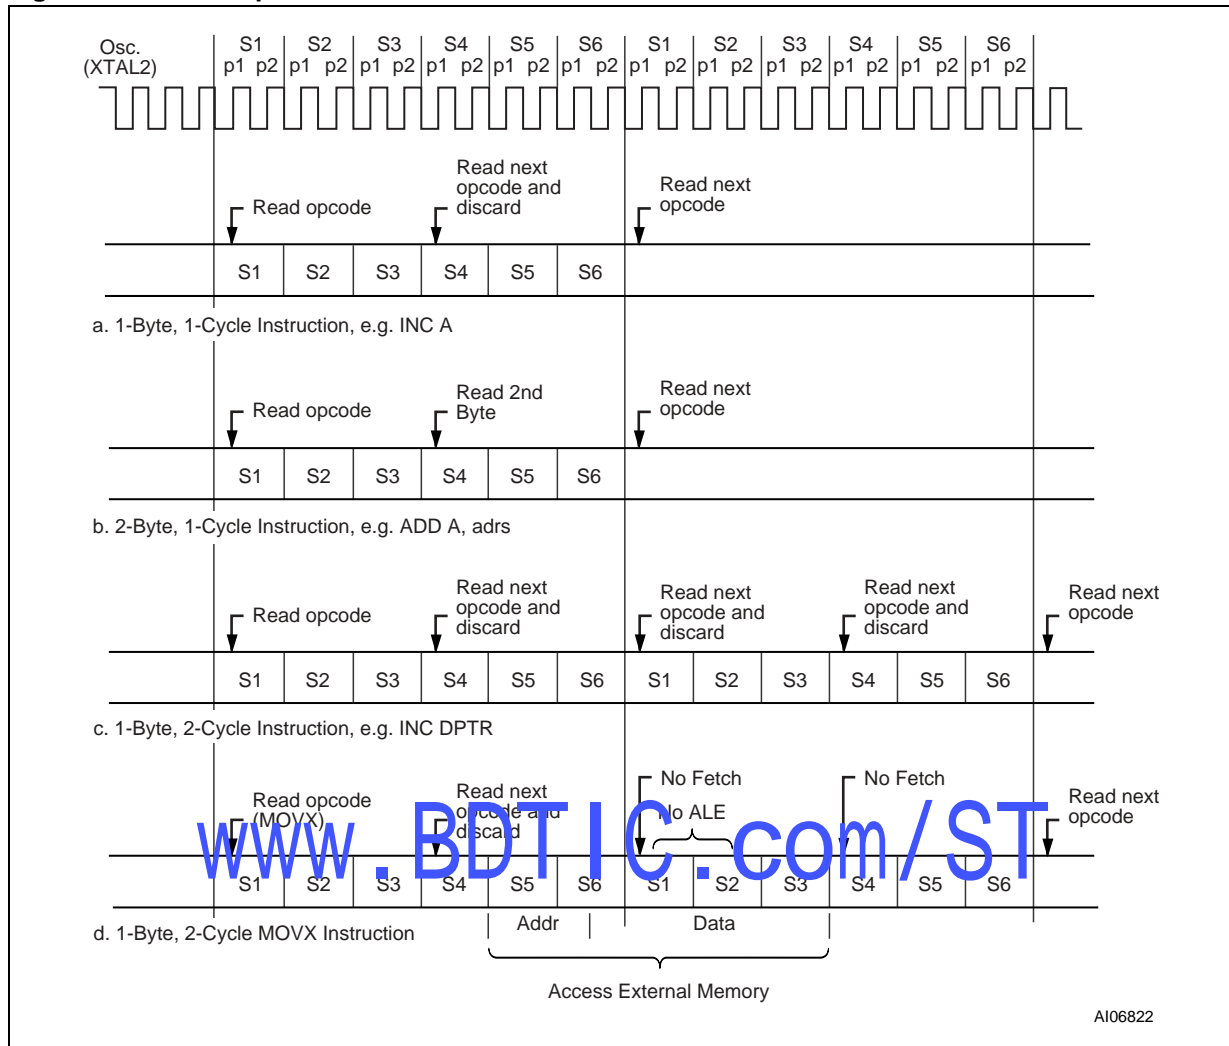 Osc.
(XTAL2)
S1 S2 S3 S4 S5 S6 S1 S2 S3 S4 S5 S6
p1 p2 p1 p2 p1 p2 p1 p2 p1 p2 p1 p2 p1 p2 p1 p2 p1 p2 p1 p2 p1 p2 p1 p2
Read opcode
Read next
opcode and
discard
Read next
opcode
S1 S2 S3 S4 S5 S6
a. 1-Byte, 1-Cycle Instruction, e.g. INC A
Read opcode
Read 2nd
Byte
Read next
opcode
S1 S2 S3 S4 S5 S6
b. 2-Byte, 1-Cycle Instruction, e.g. ADD A, adrs
Read opcode
Read next
opcode and
discard
Read next
opcode and
discard
Read next
opcode and
discard
Read next
opcode
S1 S2 S3 S4 S5 S6 S1 S2 S3 S4 S5 S6
c. 1-Byte, 2-Cycle Instruction, e.g. INC DPTR
Read opcode
(MOVX)
Read next
opcode and
discard
No Fetch
No ALE
No Fetch
Read next
opcode
www.BDTIC.com/ST
S1 S2 S3 S4 S5 S6 S1 S2 S3 S4 S5 S6
Addr Data
d. 1-Byte, 2-Cycle MOVX Instruction
Access External Memory
AI06822